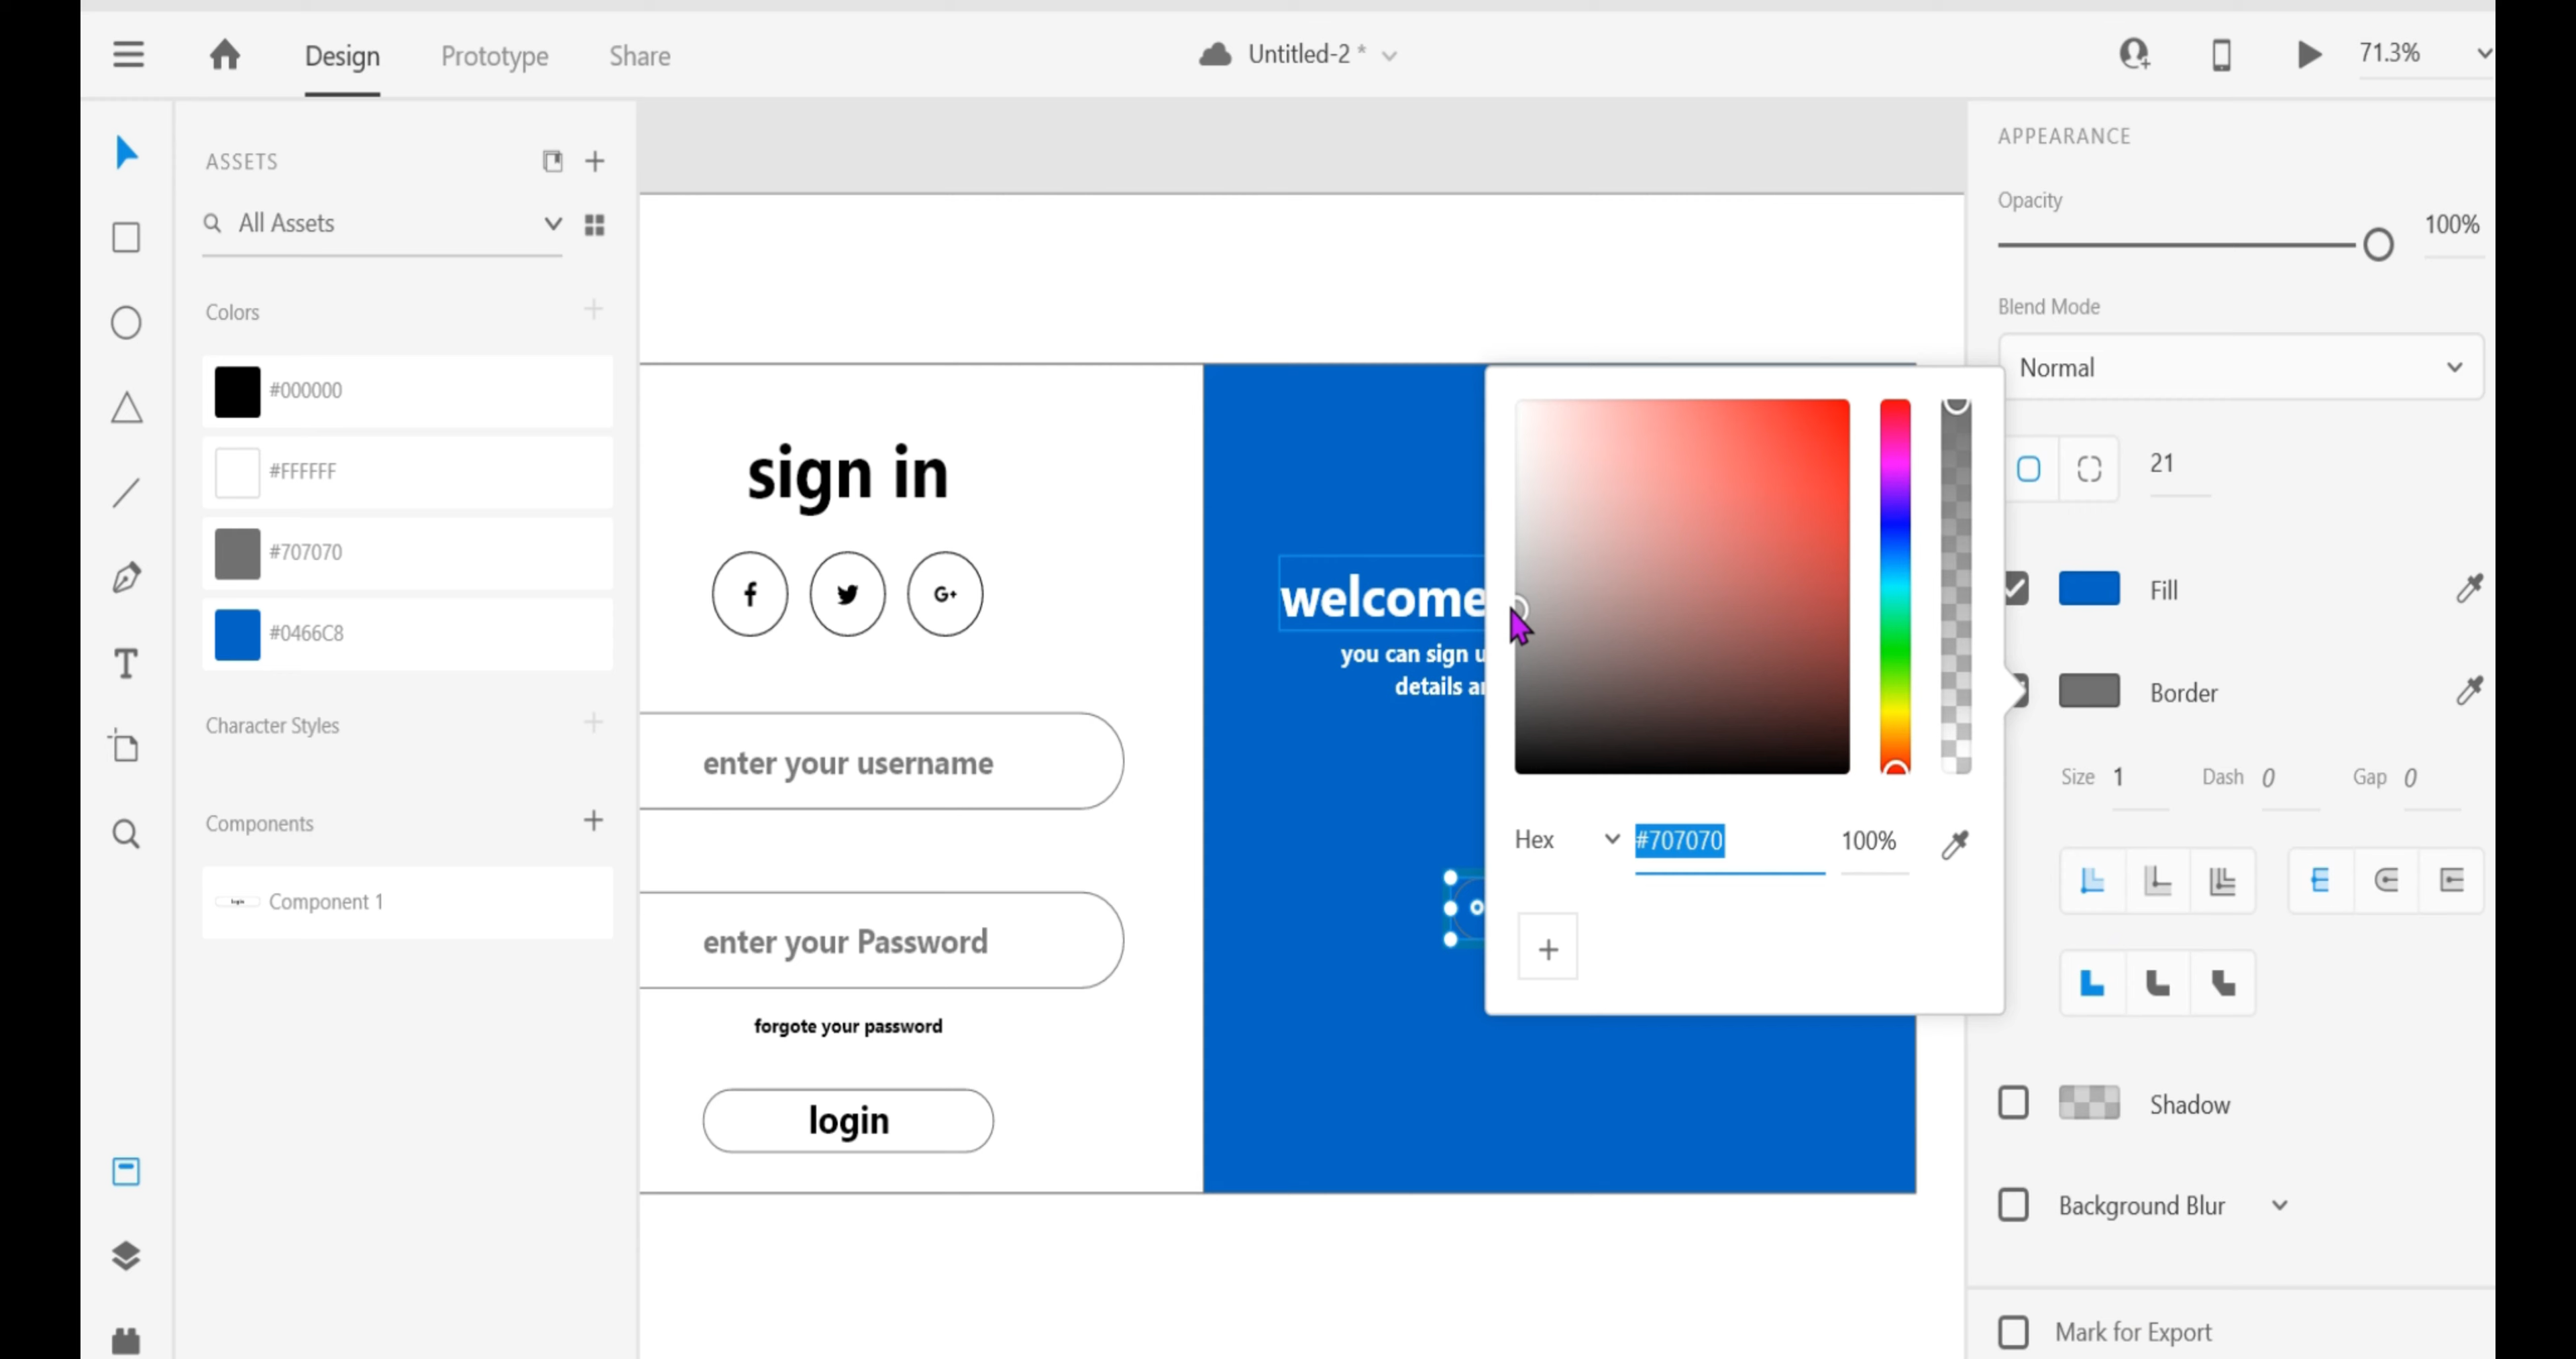 Design Prototype Share
Untitled-2 *
71.3%
ASSETS
All Assets
Colors
#000000
#FFFFFF
#707070
#0466C8
Character Styles
Components
login Component 1
sign in
f G+
enter your username
enter your Password
forgote your password
login
welcome
you can sign u
details a
Hex #707070 100%
APPEARANCE
Opacity
100%
Blend Mode
Normal
21
Fill
Border
Size 1 Dash 0 Gap 0
Shadow
Background Blur
Mark for Export